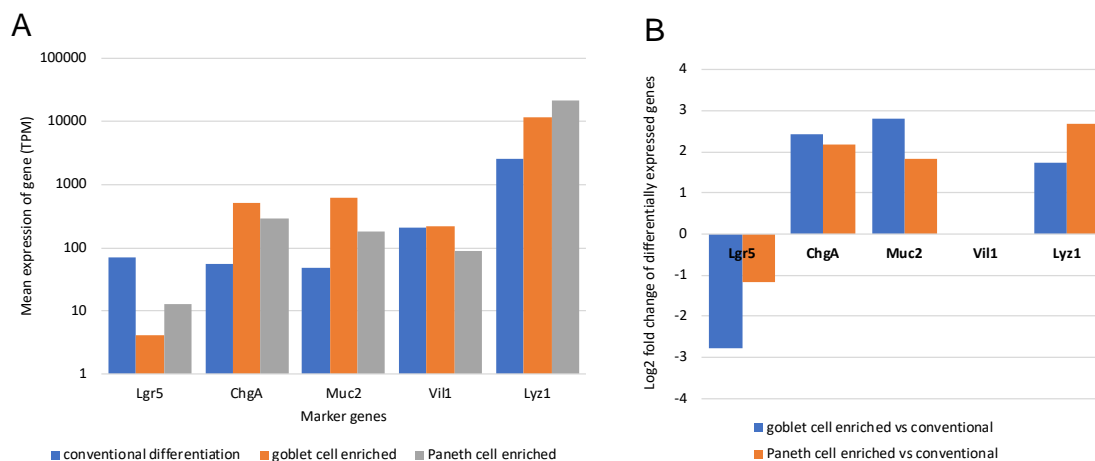 A
Mean expression of gene (TPM)
100000
10000
1000
100
10
1
Lgr5 ChgA Muc2 Vil1 Lyz1
Marker genes
conventional differentiation goblet cell enriched Paneth cell enriched
B
Log2 fold change of differentially expressed genes
4
3
2
1
0
-1
-2
-3
-4
Lgr5 ChgA Muc2 Vil1 Lyz1
goblet cell enriched vs conventional
Paneth cell enriched vs conventional